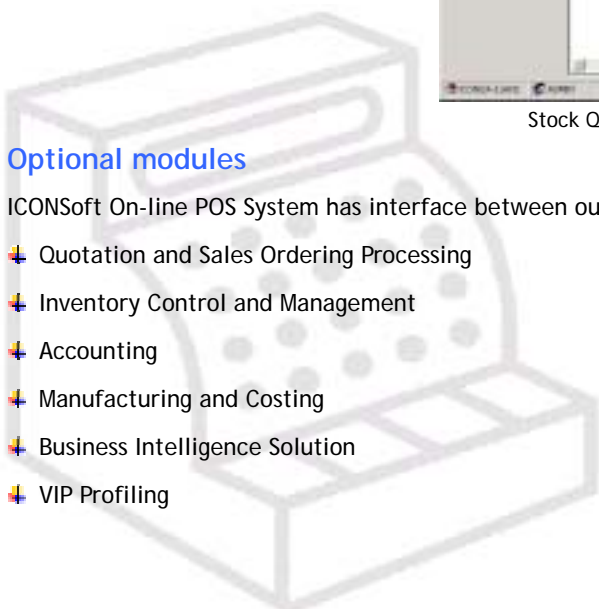 Stock Q
Optional modules
ICONSoft On-line POS System has interface between ou
Quotation and Sales Ordering Processing
Inventory Control and Management
Accounting
Manufacturing and Costing
Business Intelligence Solution
VIP Profiling